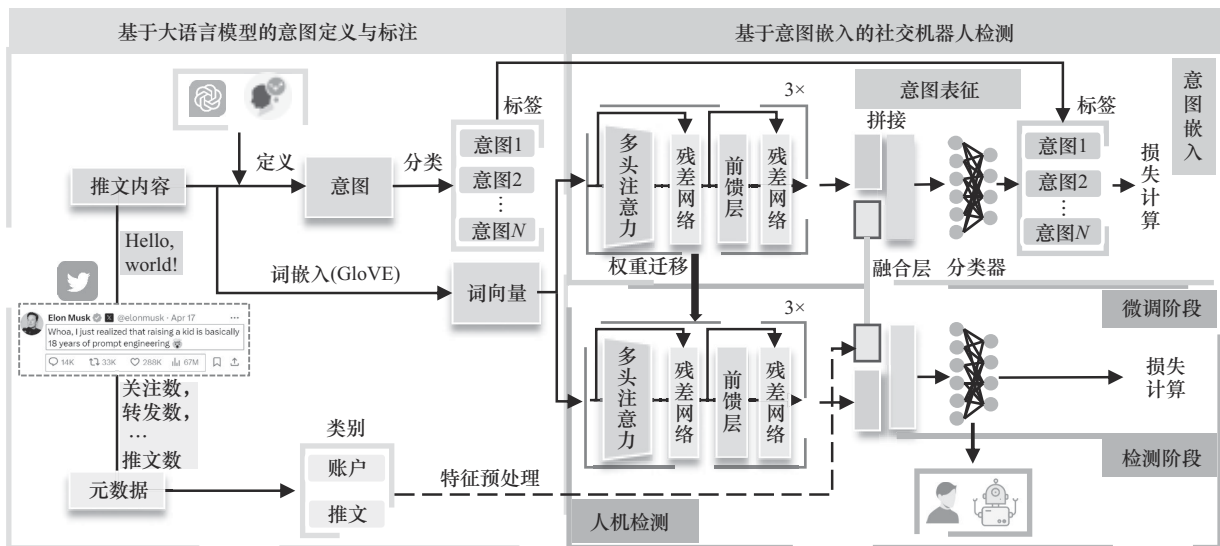 基于大语言模型的意图定义与标注
基于意图嵌入的社交机器人检测
推文内容
定义
意图
分类
标签
意图1
意图2
⋮
意图N
Hello,
world!
词嵌入(GloVE)
词向量
Elon Musk @elonmusk · Apr 17 ···
Whoa, I just realized that raising a kid is basically
18 years of prompt engineering
14K 33K 288K 67M
关注数，
转发数，
…
推文数
元数据
类别
账户
推文
特征预处理
3×
多头注意力
残差网络
前馈层
残差网络
意图表征
拼接
标签
意图1
意图2
⋮
意图N
损失计算
意图嵌入
权重迁移
融合层
分类器
微调阶段
3×
多头注意力
残差网络
前馈层
残差网络
损失
计算
检测阶段
人机检测